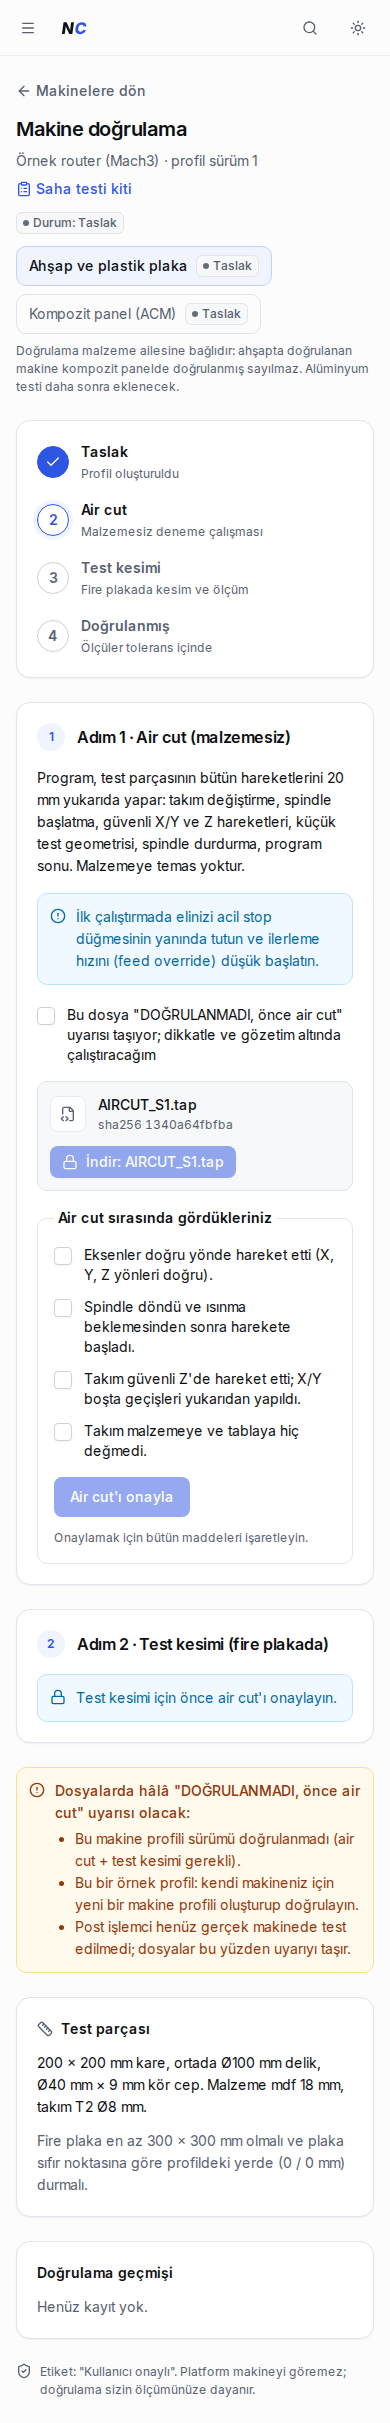 NC
Makinelere dön
Makine doğrulama
Örnek router (Mach3) · profil sürüm 1
Saha testi kiti
Durum: Taslak
Ahşap ve plastik plaka Taslak
Kompozit panel (ACM) Taslak
Doğrulama malzeme ailesine bağlıdır: ahşapta doğrulanan
makine kompozit panelde doğrulanmış sayılmaz. Alüminyum
testi daha sonra eklenecek.
Taslak
Profil oluşturuldu
2
Air cut
Malzemesiz deneme çalışması
3
Test kesimi
Fire plakada kesim ve ölçüm
4
Doğrulanmış
Ölçüler tolerans içinde
1
Adım 1 · Air cut (malzemesiz)
Program, test parçasının bütün hareketlerini 20
mm yukarıda yapar: takım değiştirme, spindle
başlatma, güvenli X/Y ve Z hareketleri, küçük
test geometrisi, spindle durdurma, program
sonu. Malzemeye temas yoktur.
İlk çalıştırmada elinizi acil stop
düğmesinin yanında tutun ve ilerleme
hızını (feed override) düşük başlatın.
Bu dosya "DOĞRULANMADI, önce air cut"
uyarısı taşıyor; dikkatle ve gözetim altında
çalıştıracağım
AIRCUT_S1.tap
sha256 1340a64fbfba
İndir: AIRCUT_S1.tap
Air cut sırasında gördükleriniz
Eksenler doğru yönde hareket etti (X,
Y, Z yönleri doğru).
Spindle döndü ve ısınma
beklemesinden sonra harekete
başladı.
Takım güvenli Z'de hareket etti; X/Y
boşta geçişleri yukarıdan yapıldı.
Takım malzemeye ve tablaya hiç
değmedi.
Air cut'ı onayla
Onaylamak için bütün maddeleri işaretleyin.
2
Adım 2 · Test kesimi (fire plakada)
Test kesimi için önce air cut'ı onaylayın.
Dosyalarda hâlâ "DOĞRULANMADI, önce air
cut" uyarısı olacak:
• Bu makine profili sürümü doğrulanmadı (air
cut + test kesimi gerekli).
• Bu bir örnek profil: kendi makineniz için
yeni bir makine profili oluşturup doğrulayın.
• Post işlemci henüz gerçek makinede test
edilmedi; dosyalar bu yüzden uyarıyı taşır.
Test parçası
200 × 200 mm kare, ortada Ø100 mm delik,
Ø40 mm × 9 mm kör cep. Malzeme mdf 18 mm,
takım T2 Ø8 mm.
Fire plaka en az 300 × 300 mm olmalı ve plaka
sıfır noktasına göre profildeki yerde (0 / 0 mm)
durmalı.
Doğrulama geçmişi
Henüz kayıt yok.
Etiket: "Kullanıcı onaylı". Platform makineyi göremez;
doğrulama sizin ölçümünüze dayanır.